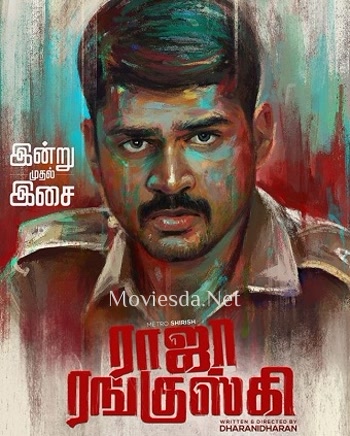 இன்று
முதல்
இசை
Moviesda.Net
METRO SHIRISH
ராஜா
ரங்குஸ்கி
WRITTEN & DIRECTED BY
DHARANIDHARAN